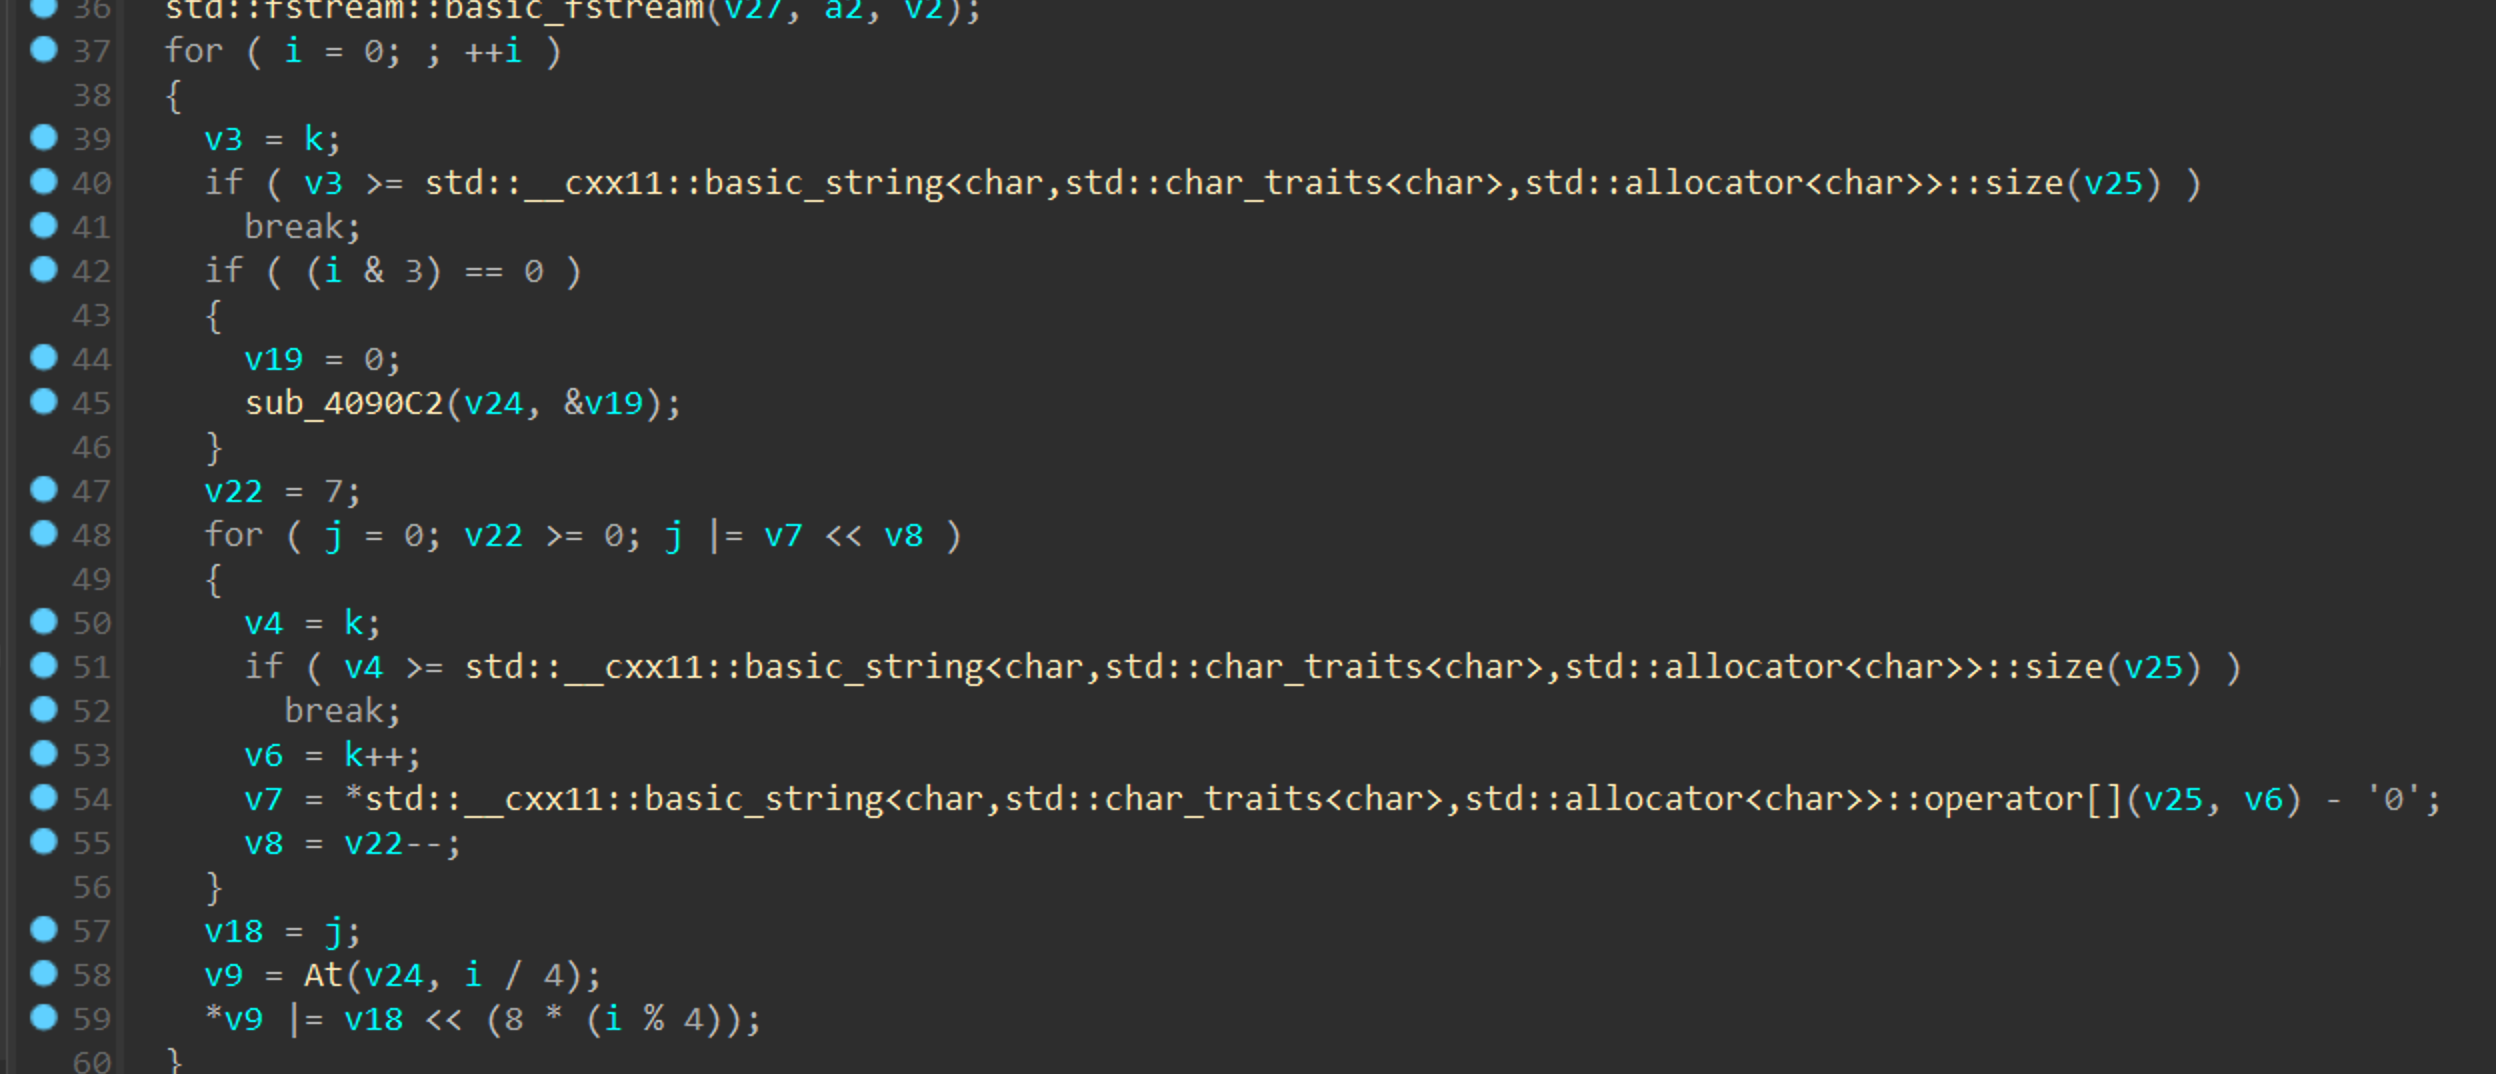 36 std::fstream::basic_fstream(v27, a2, v2);
37 for ( i = 0; ; ++i )
38 {
39 v3 = k;
40 if ( v3 >= std::__cxx11::basic_string<char,std::char_traits<char>,std::allocator<char>>::size(v25) )
41 break;
42 if ( (i & 3) == 0 )
43 {
44 v19 = 0;
45 sub_4090C2(v24, &v19);
46 }
47 v22 = 7;
48 for ( j = 0; v22 >= 0; j |= v7 << v8 )
49 {
50 v4 = k;
51 if ( v4 >= std::__cxx11::basic_string<char,std::char_traits<char>,std::allocator<char>>::size(v25) )
52 break;
53 v6 = k++;
54 v7 = *std::__cxx11::basic_string<char,std::char_traits<char>,std::allocator<char>>::operator[](v25, v6) - '0';
55 v8 = v22--;
56 }
57 v18 = j;
58 v9 = At(v24, i / 4);
59 *v9 |= v18 << (8 * (i % 4));
60 }